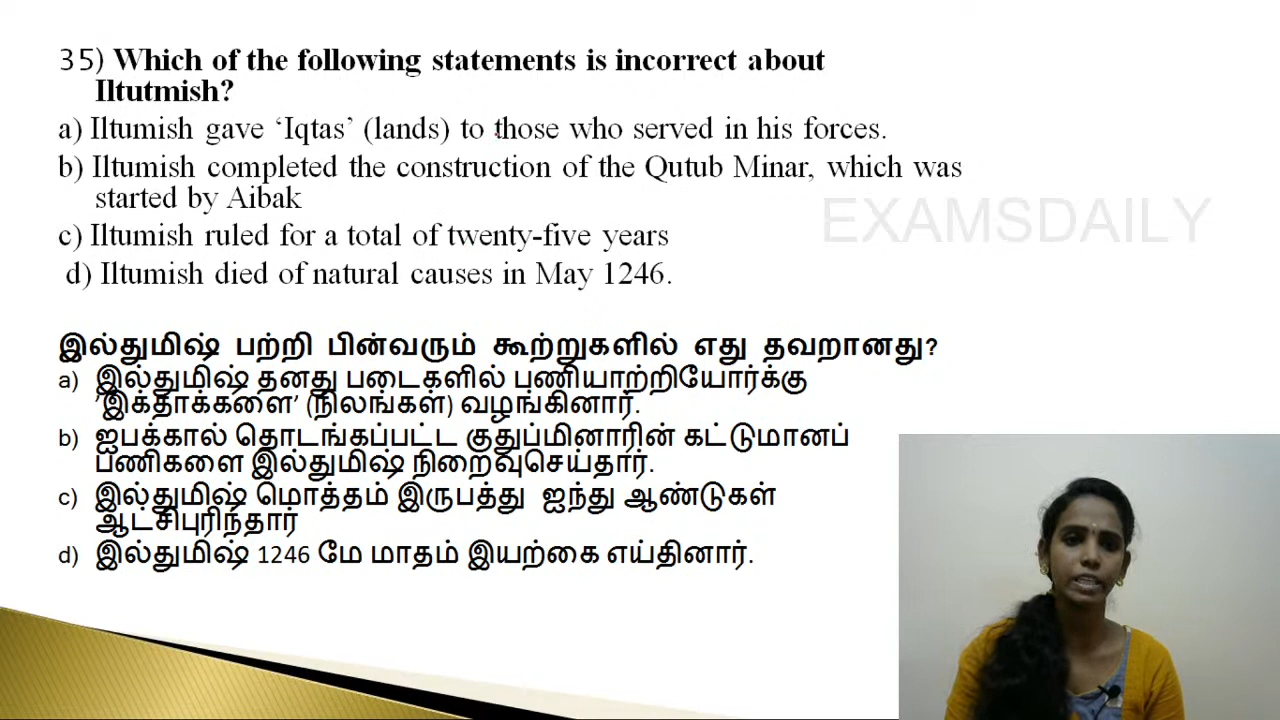 35) Which of the following statements is incorrect about
Iltutmish?
a) Iltumish gave ‘Iqtas’ (lands) to those who served in his forces.
b) Iltumish completed the construction of the Qutub Minar, which was
started by Aibak
EXAMSDAILY
c) Iltumish ruled for a total of twenty-five years
d) Iltumish died of natural causes in May 1246.
இல்துமிஷ் பற்றி பின்வரும் கூற்றுகளில் எது தவறானது?
a) இல்துமிஷ் தனது படைகளில் பணியாற்றியோர்க்கு
’இக்தாக்களை’ (நிலங்கள்) வழங்கினார்.
b) ஐபக்கால் தொடங்கப்பட்ட குதுப்மினாரின் கட்டுமானப்
பணிகளை இல்துமிஷ் நிறைவுசெய்தார்.
c) இல்துமிஷ் மொத்தம் இருபத்து ஐந்து ஆண்டுகள்
ஆட்சிபுரிந்தார்
d) இல்துமிஷ் 1246 மே மாதம் இயற்கை எய்தினார்.